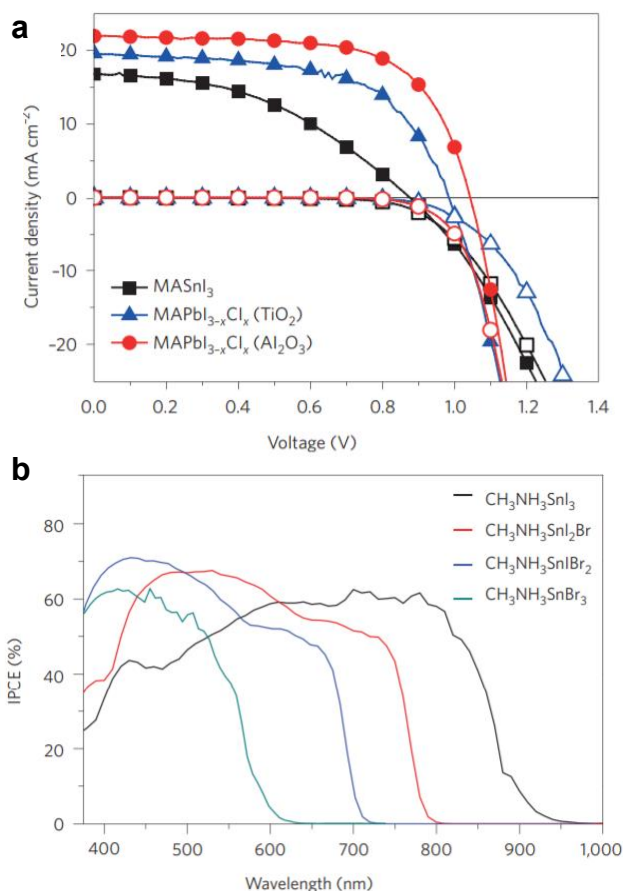 a
20
10
0
-10
-20
Current density (mA cm⁻²)
MASnI₃
MAPbI₃₋ₓClₓ (TiO₂)
MAPbI₃₋ₓClₓ (Al₂O₃)
0.0 0.2 0.4 0.6 0.8 1.0 1.2 1.4
Voltage (V)
b
80
60
40
20
0
IPCE (%)
CH₃NH₃SnI₃
CH₃NH₃SnI₂Br
CH₃NH₃SnIBr₂
CH₃NH₃SnBr₃
400 500 600 700 800 900 1,000
Wavelength (nm)